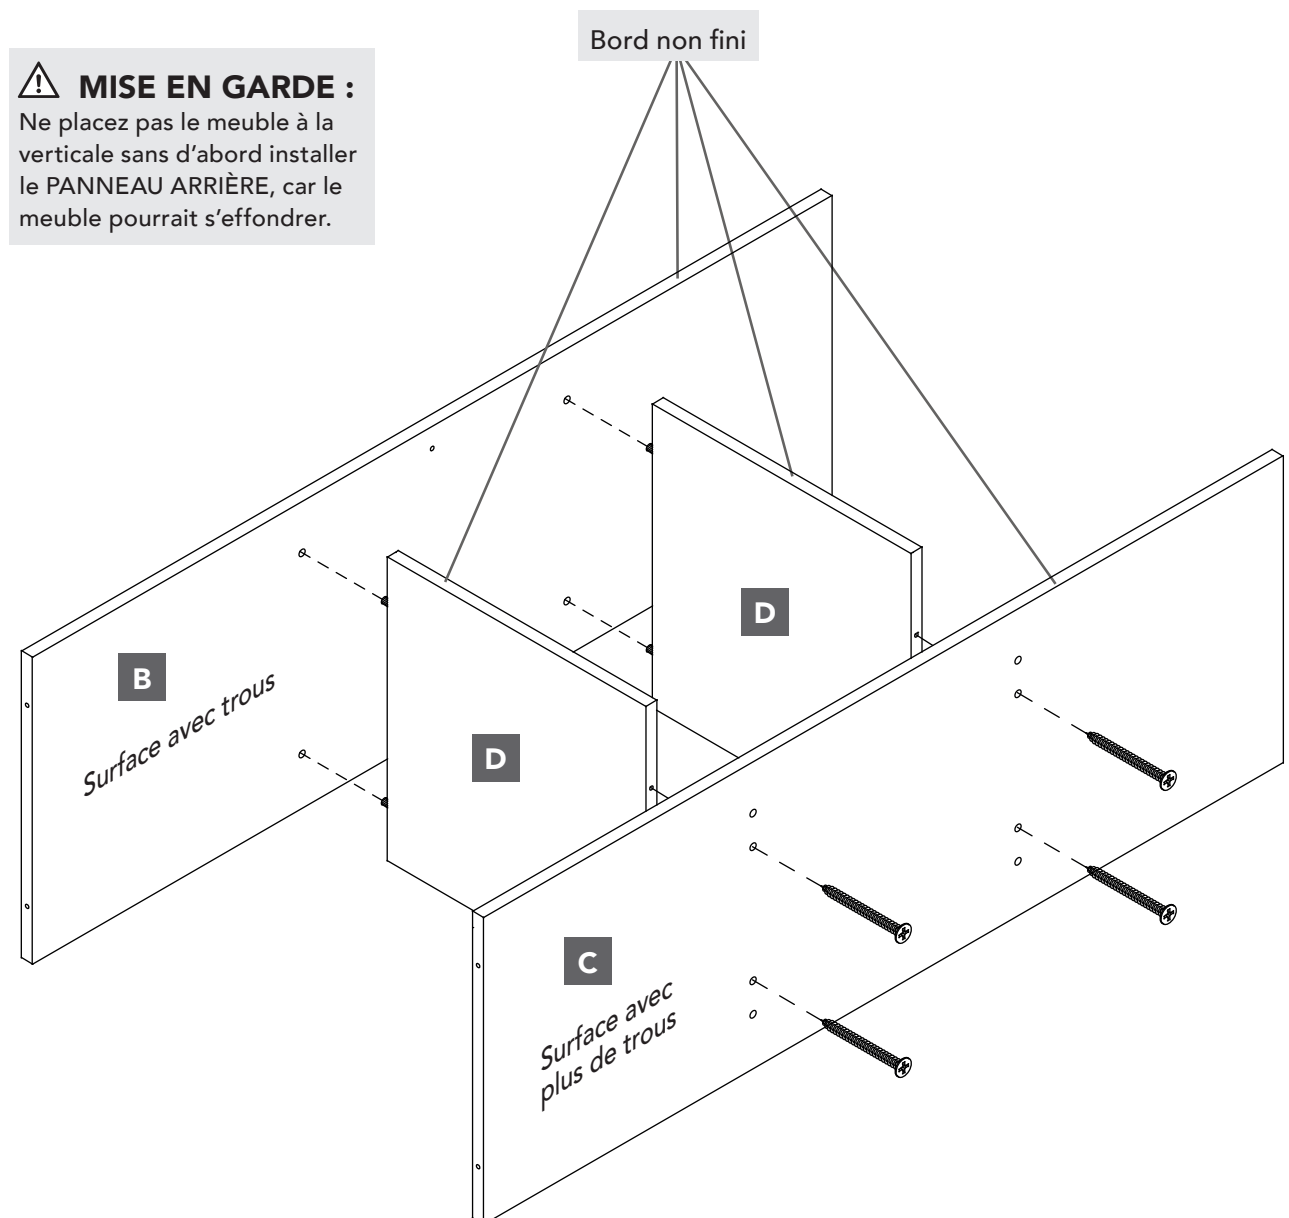 Bord non fini
MISE EN GARDE :
Ne placez pas le meuble à la
verticale sans d’abord installer
le PANNEAU ARRIÈRE, car le
meuble pourrait s’effondrer.
D
B
Surface avec trous
D
C
Surface avec
plus de trous